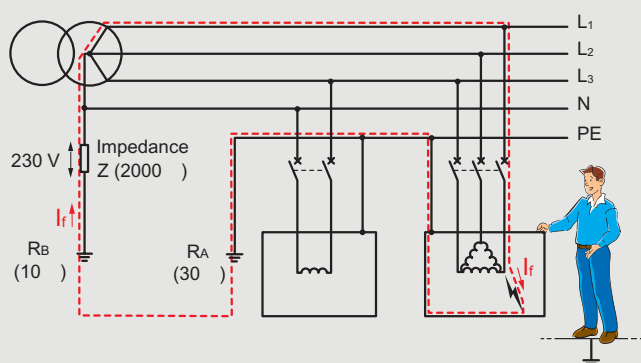 L1
L2
L3
N
PE
230 V
Impedance
Z (2000 )
If
RB
(10 )
RA
(30 )
If